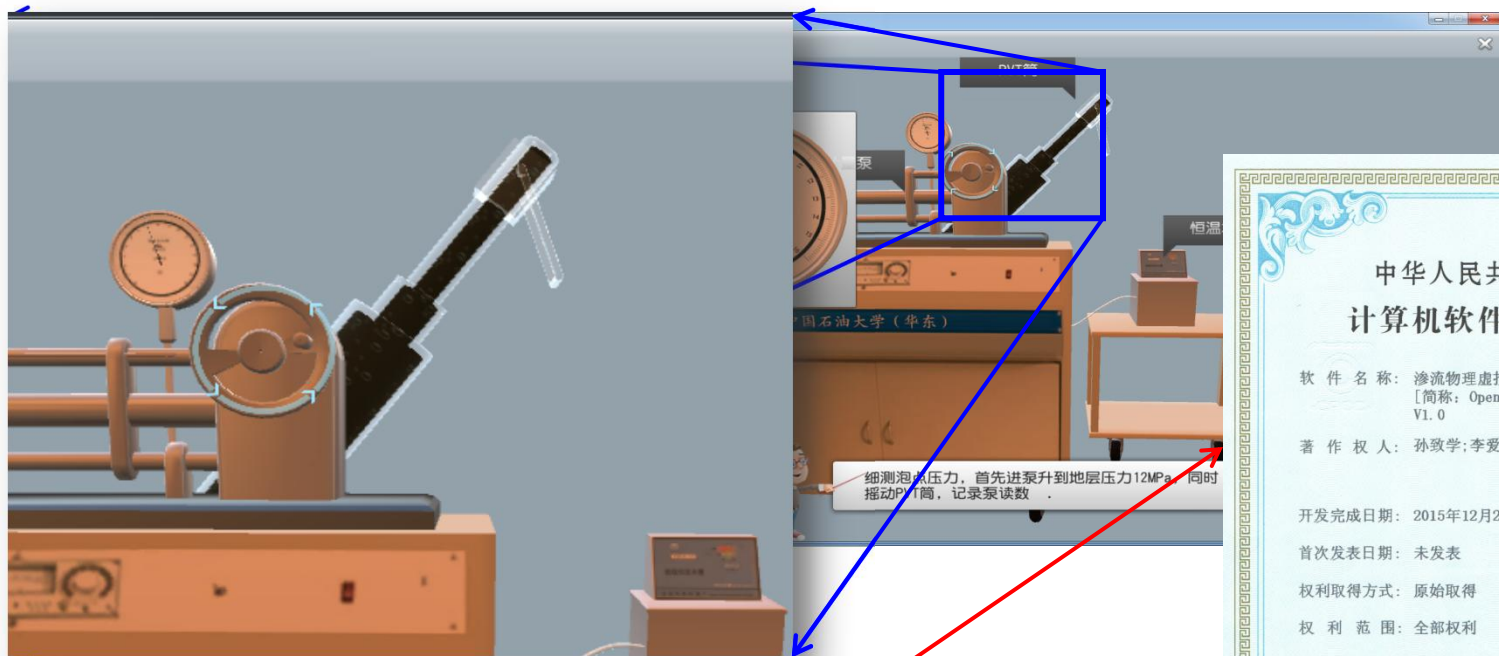 PVT筒
泵
恒温
中国石油大学（华东）
细测泡点压力，首先进泵升到地层压力12MPa，同时
摇动PVT筒，记录泵读数 .
中华人民共
计算机软件
软 件 名 称： 渗流物理虚拟
[简称：Open
V1.0
著 作 权 人： 孙致学;李爱
开发完成日期： 2015年12月2
首次发表日期： 未发表
权利取得方式： 原始取得
权 利 范 围： 全部权利